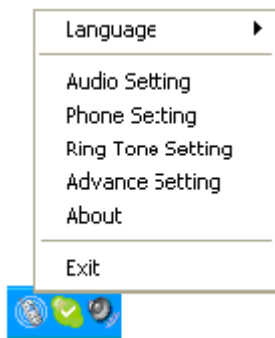 Language
Audio Setting
Phone Setting
Ring Tone Setting
Advance Setting
About
Exit